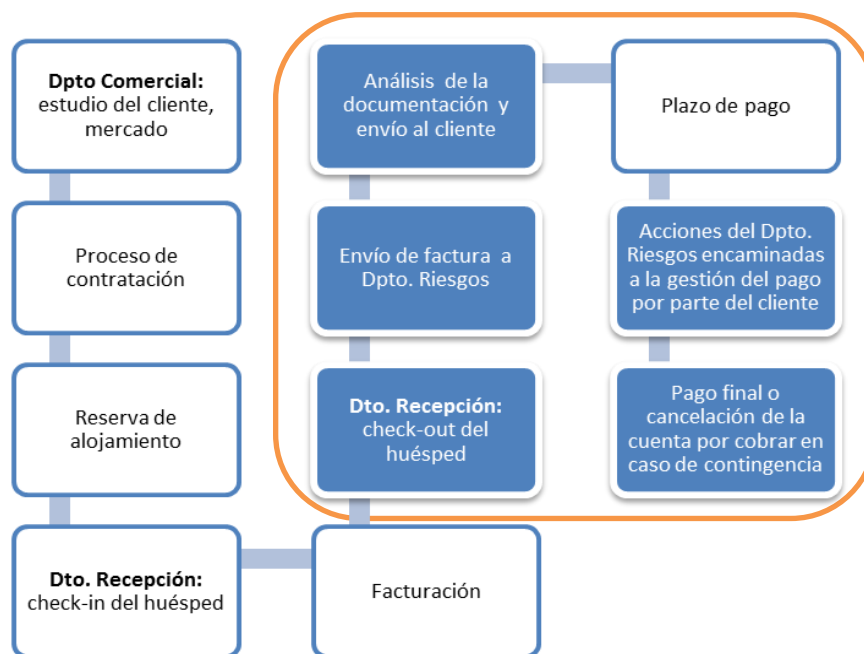 Dpto Comercial:
estudio del cliente,
mercado
Proceso de
contratación
Reserva de
alojamiento
Dto. Recepción:
check-in del huésped
Facturación
Dto. Recepción:
check-out del
huésped
Envío de factura a
Dpto. Riesgos
Análisis de la
documentación y
envío al cliente
Plazo de pago
Acciones del Dpto.
Riesgos encaminadas
a la gestión del pago
por parte del cliente
Pago final o
cancelación de la
cuenta por cobrar en
caso de contingencia